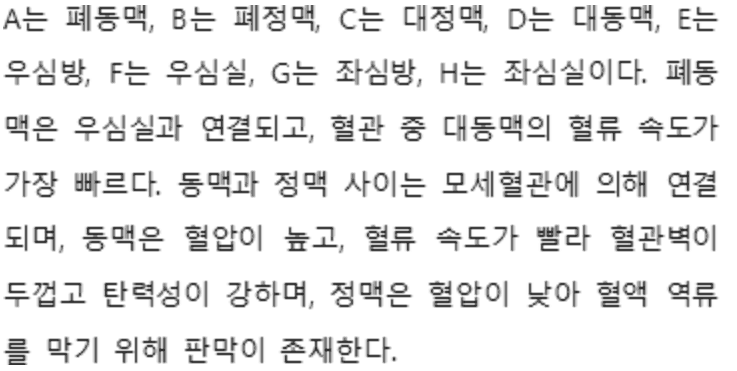 A는 폐동맥, B는 폐정맥, C는 대정맥, D는 대동맥, E는
우심방, F는 우심실, G는 좌심방, H는 좌심실이다. 폐동
맥은 우심실과 연결되고, 혈관 중 대동맥의 혈류 속도가
가장 빠르다. 동맥과 정맥 사이는 모세혈관에 의해 연결
되며, 동맥은 혈압이 높고, 혈류 속도가 빨라 혈관벽이
두껍고 탄력성이 강하며, 정맥은 혈압이 낮아 혈액 역류
를 막기 위해 판막이 존재한다.